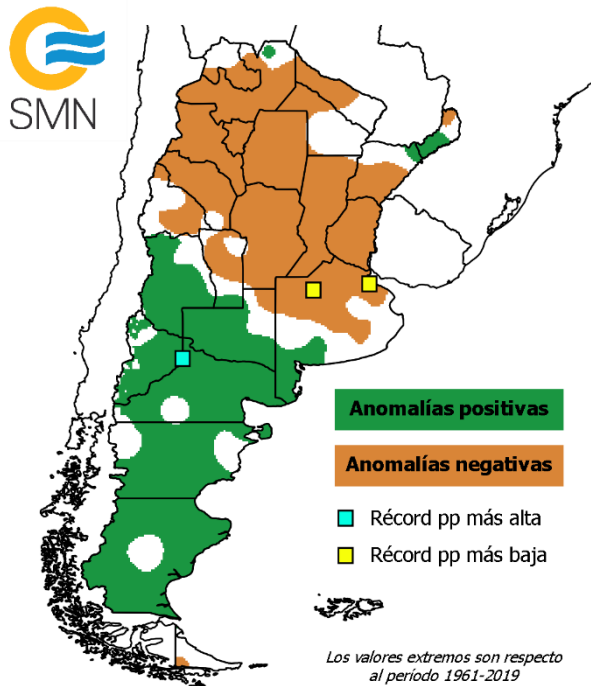 SMN
Anomalías positivas
Anomalías negativas
Récord pp más alta
Récord pp más baja
Los valores extremos son respecto
al período 1961-2019